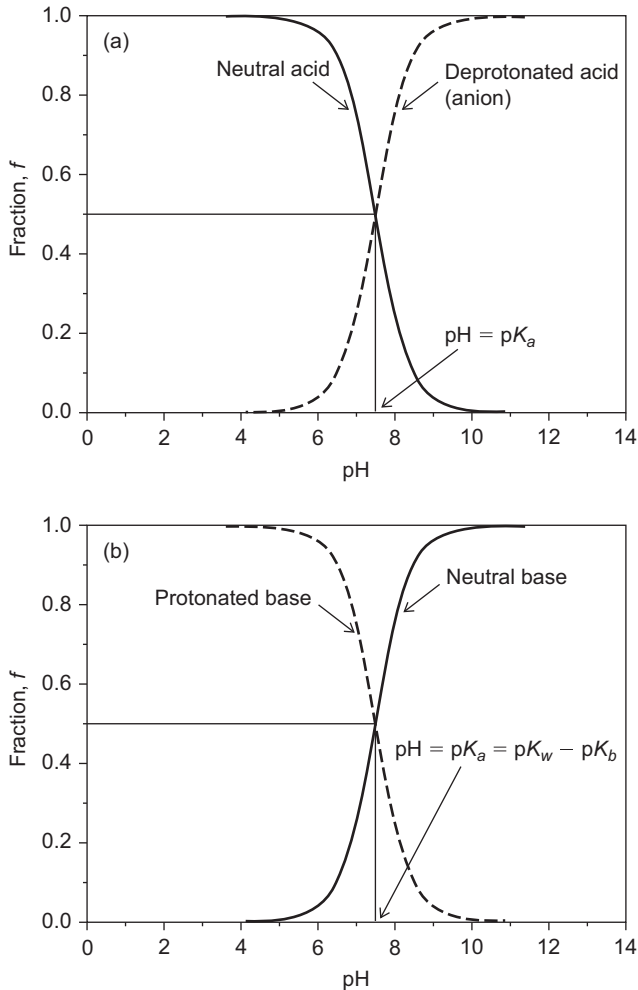 (a)
Neutral acid
Deprotonated acid
(anion)
pH = pKa
Fraction, f
1.0
0.8
0.6
0.4
0.2
0.0
0 2 4 6 8 10 12 14
pH
(b)
Protonated base
Neutral base
pH = pKa = pKw − pKb
Fraction, f
1.0
0.8
0.6
0.4
0.2
0.0
0 2 4 6 8 10 12 14
pH